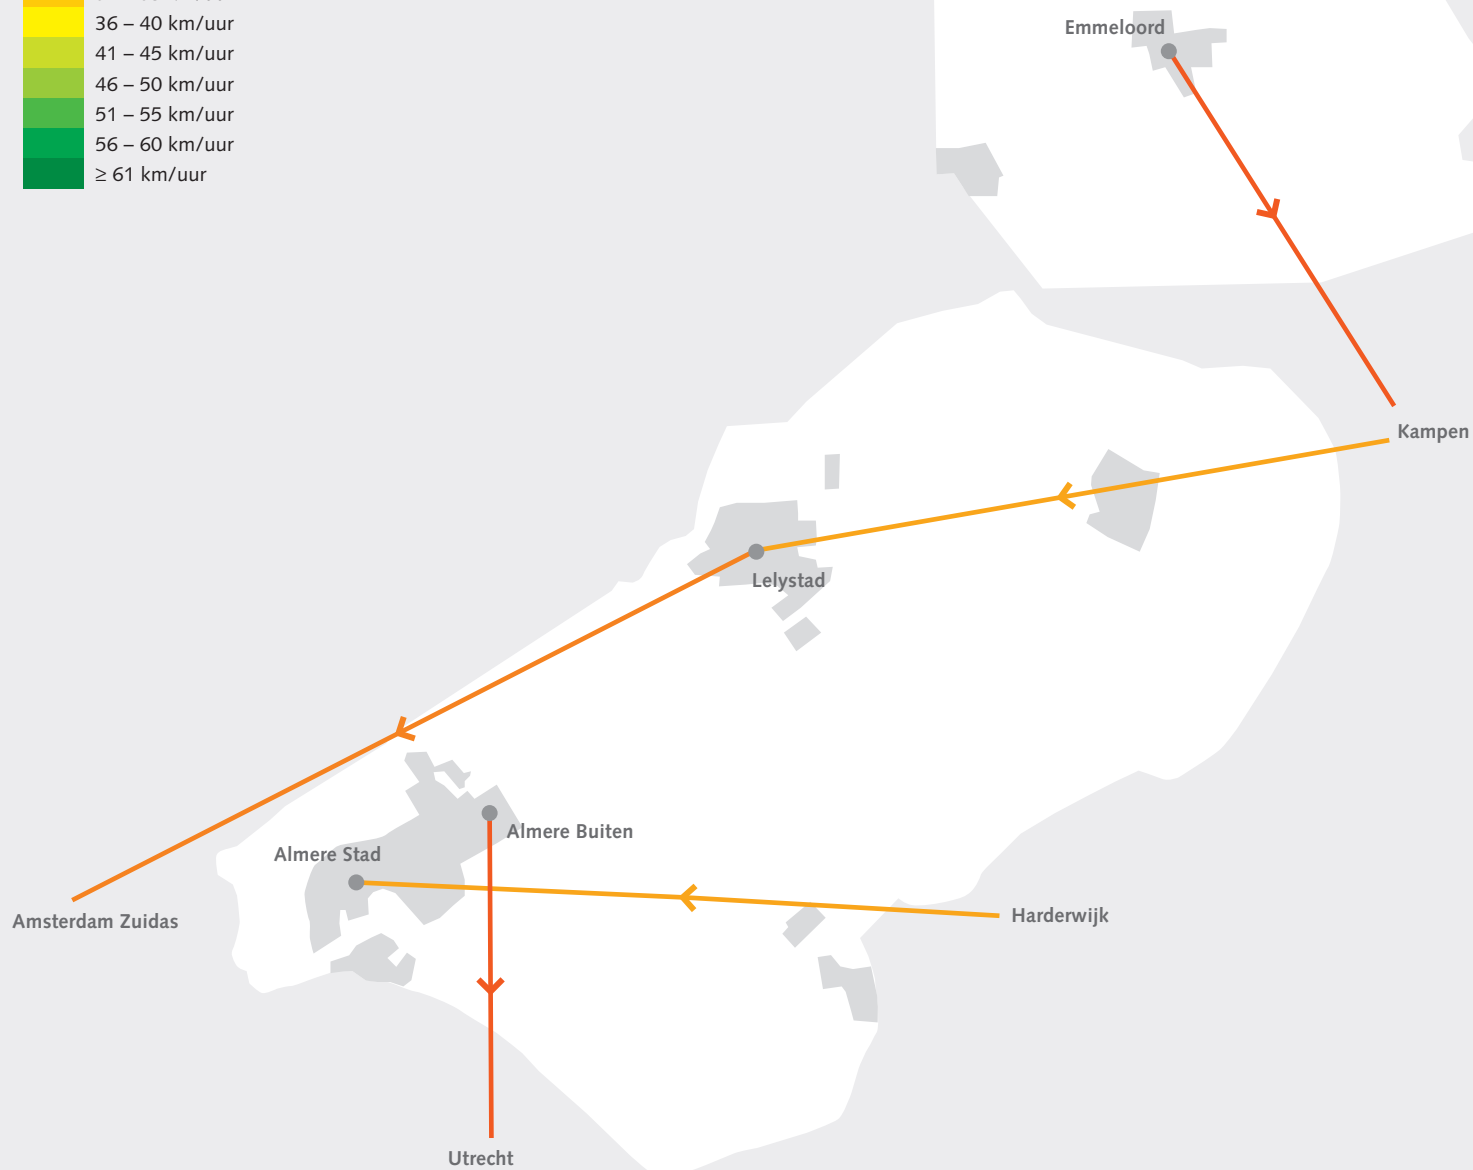 36 – 40 km/uur
41 – 45 km/uur
46 – 50 km/uur
51 – 55 km/uur
56 – 60 km/uur
≥ 61 km/uur
Emmeloord
Kampen
Lelystad
Almere Buiten
Almere Stad
Amsterdam Zuidas
Harderwijk
Utrecht